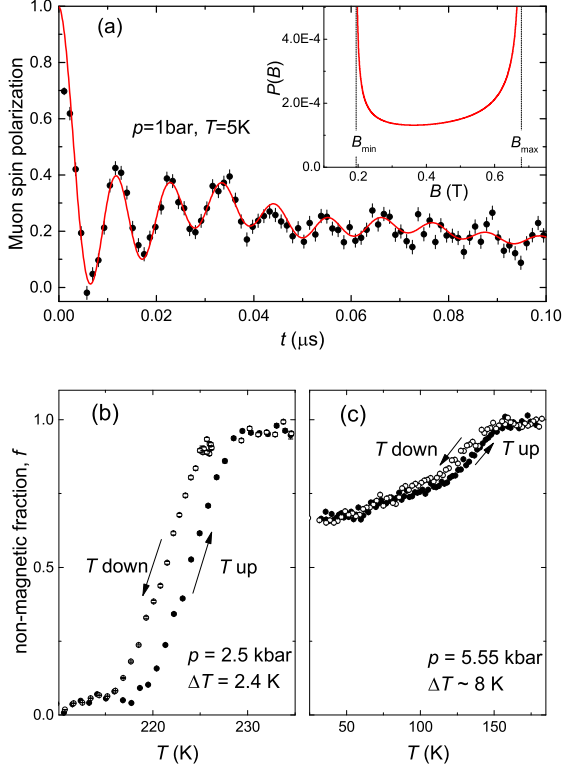 (a)
1.0
0.8
0.6
0.4
0.2
0.0
Muon spin polarization
p=1bar, T=5K
4.0E-4
2.0E-4
0.0
P(B)
Bmin
Bmax
0.2
0.4
0.6
B (T)
0.00
0.02
0.04
0.06
0.08
0.10
t (μs)
(b)
1.0
0.5
0.0
non-magnetic fraction, f
T down
T up
p = 2.5 kbar
ΔT = 2.4 K
220
230
T (K)
(c)
T down
T up
p = 5.55 kbar
ΔT ~ 8 K
50
100
150
T (K)